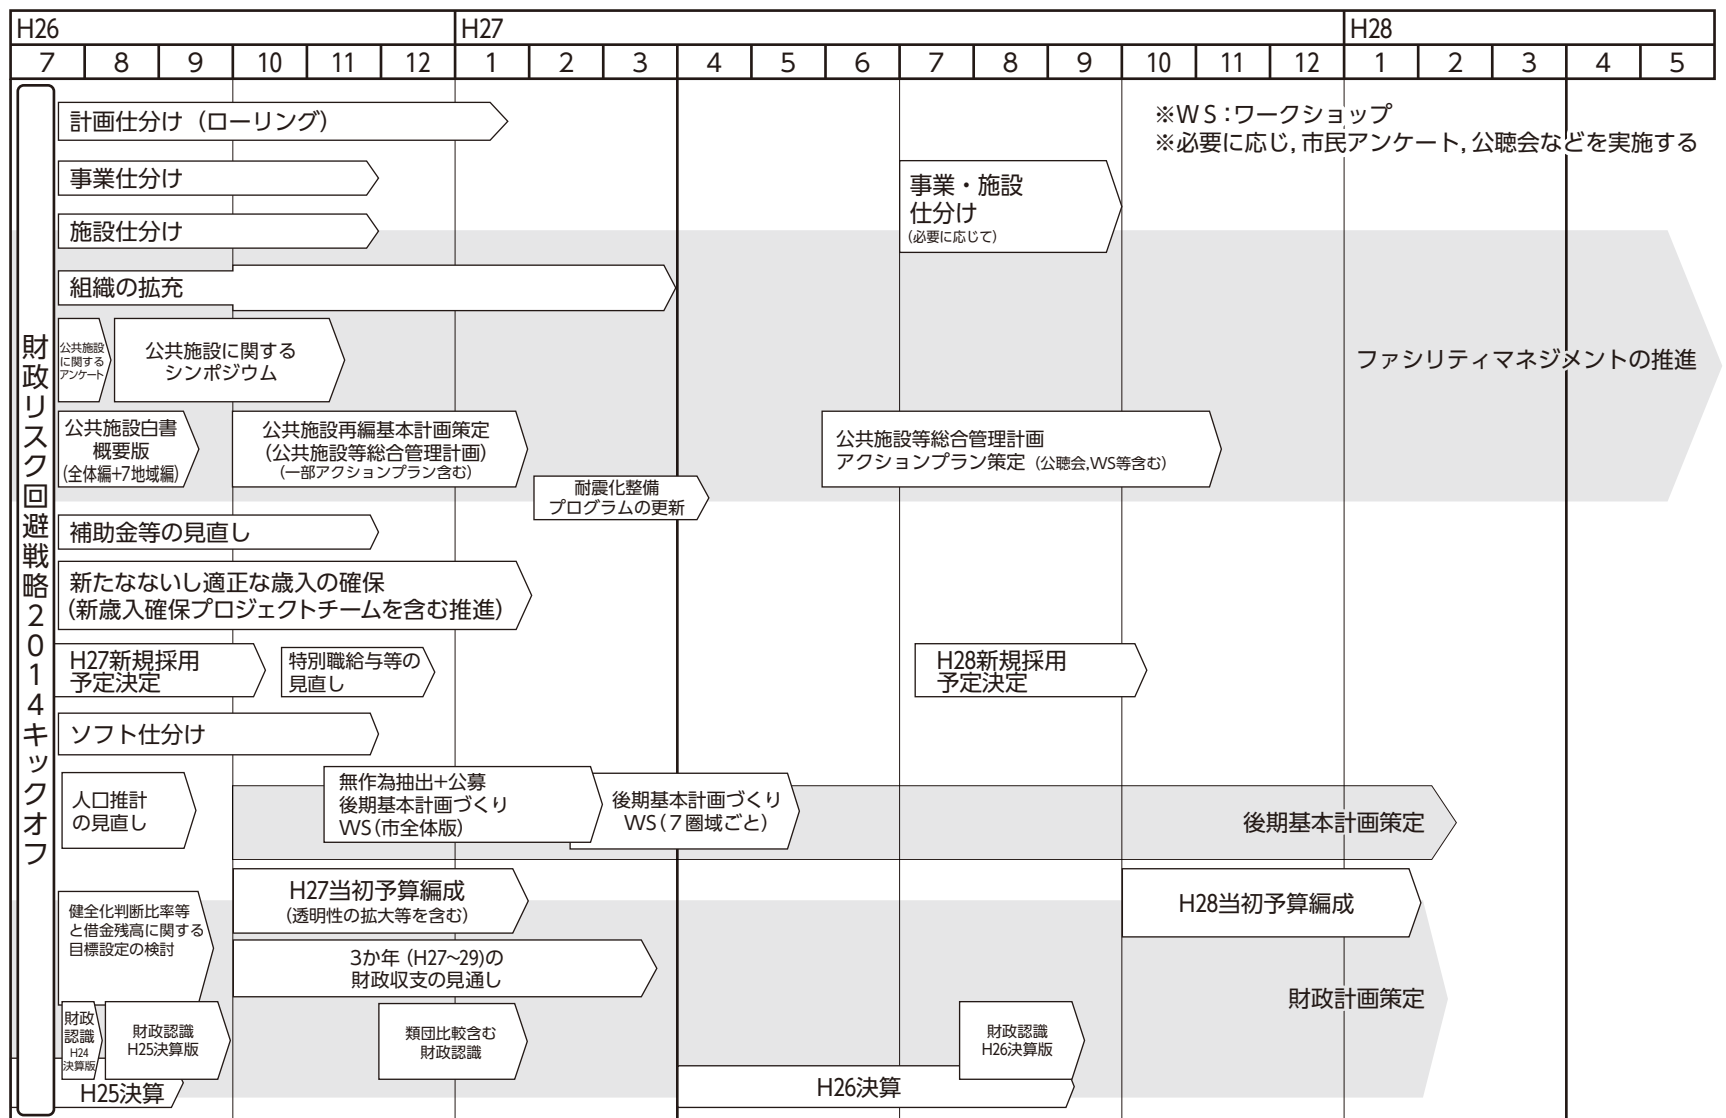 H26 H27 H28
7 8 9 10 11 12 1 2 3 4 5 6 7 8 9 10 11 12 1 2 3 4 5
財政リスク回避戦略2014キックオフ
計画仕分け（ローリング）
※WS：ワークショップ
※必要に応じ,市民アンケート,公聴会などを実施する
事業仕分け
事業・施設
仕分け
(必要に応じて)
施設仕分け
組織の拡充
公共施設
に関する
アンケート
公共施設に関する
シンポジウム
ファシリティマネジメントの推進
公共施設白書
概要版
(全体編+7地域編)
公共施設再編基本計画策定
(公共施設等総合管理計画)
(一部アクションプラン含む)
公共施設等総合管理計画
アクションプラン策定 (公聴会,WS等含む)
耐震化整備
プログラムの更新
補助金等の見直し
新たなないし適正な歳入の確保
(新歳入確保プロジェクトチームを含む推進)
H27新規採用
予定決定
特別職給与等の
見直し
H28新規採用
予定決定
ソフト仕分け
人口推計
の見直し
無作為抽出+公募
後期基本計画づくり
WS(市全体版)
後期基本計画づくり
WS(７圏域ごと)
後期基本計画策定
健全化判断比率等
と借金残高に関する
目標設定の検討
H27当初予算編成
(透明性の拡大等を含む)
H28当初予算編成
3か年 (H27~29)の
財政収支の見通し
財政計画策定
財政
認識
H24
決算版
財政認識
H25決算版
類団比較含む
財政認識
財政認識
H26決算版
H25決算
H26決算